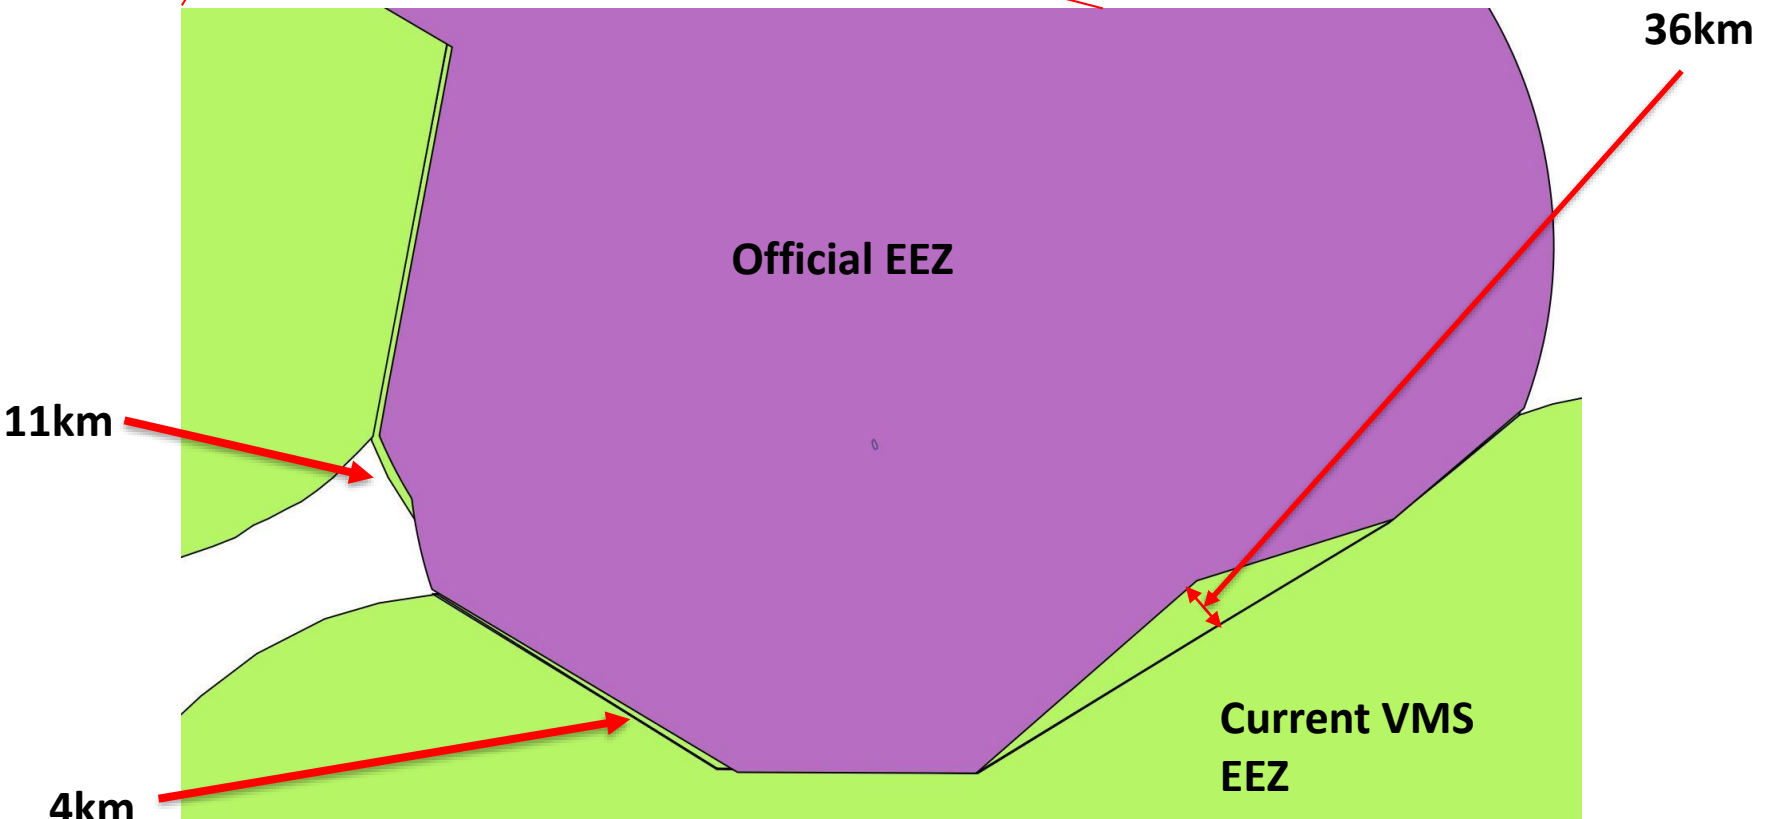 36km
Official EEZ
11km
Current VMS
EEZ
4km